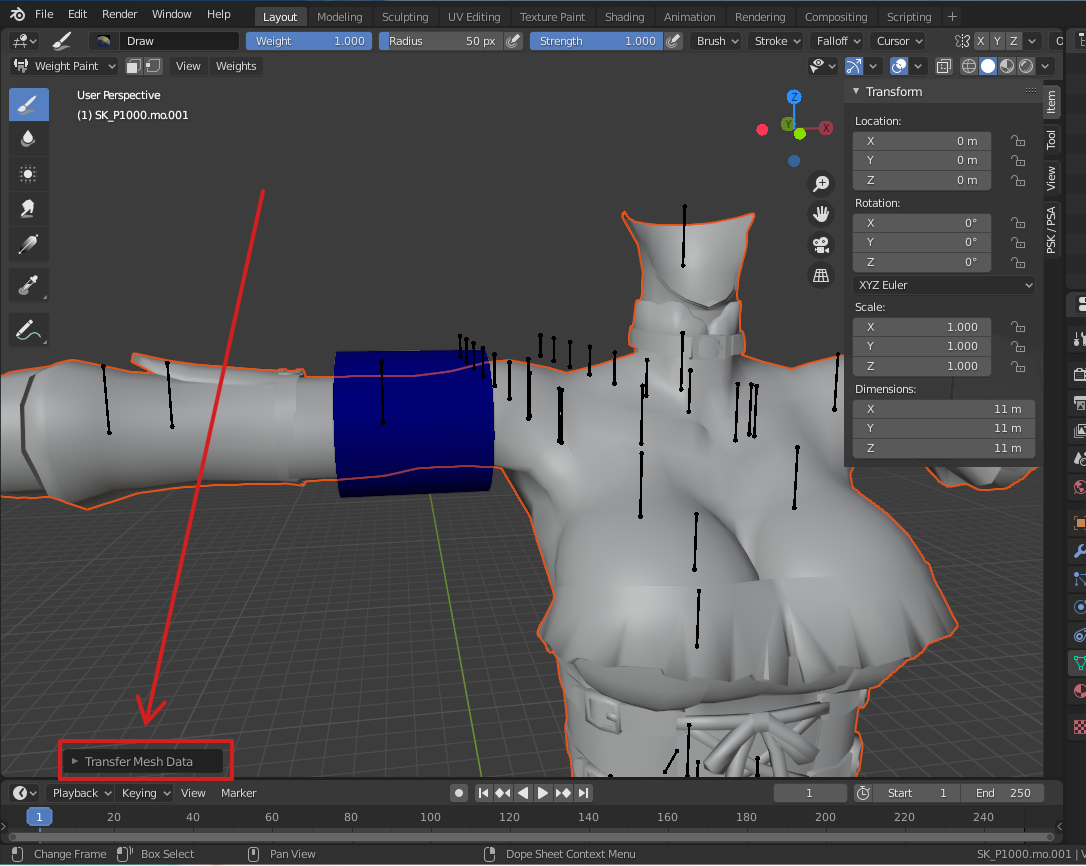 File Edit Render Window Help Layout Modeling Sculpting UV Editing Texture Paint Shading Animation Rendering Compositing Scripting +
Draw Weight 1.000 Radius 50 px Strength 1.000 Brush Stroke Falloff Cursor X Y Z
Weight Paint View Weights
User Perspective
(1) SK_P1000.mo.001
Z
Y
X
Transform
Location:
X 0 m
Y 0 m
Z 0 m
Rotation:
X 0°
Y 0°
Z 0°
XYZ Euler
Scale:
X 1.000
Y 1.000
Z 1.000
Dimensions:
X 11 m
Y 11 m
Z 11 m
Item
Tool
View
PSK / PSA
Transfer Mesh Data
Playback Keying View Marker 1 Start 1 End 250
1 20 40 60 80 100 120 140 160 180 200 220 240
Change Frame Box Select Pan View Dope Sheet Context Menu SK_P1000.mo.001 |